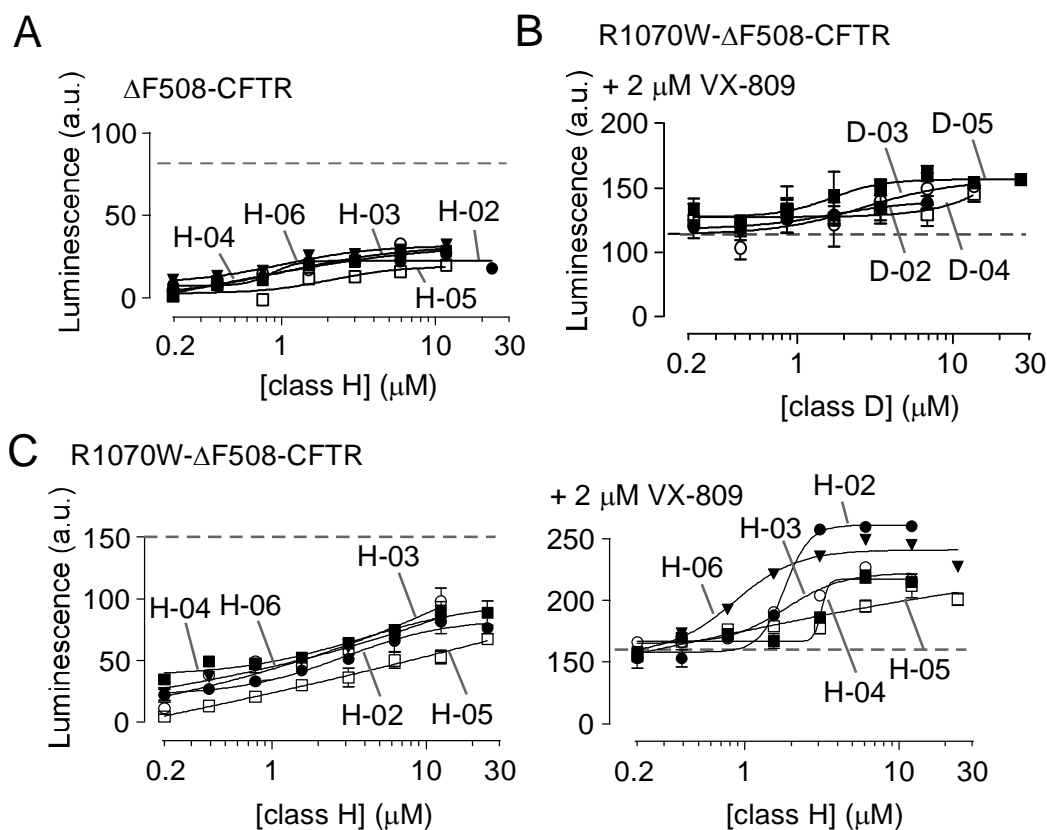 A
ΔF508-CFTR
Luminescence (a.u.)
100
50
0
H-04
H-06
H-03
H-02
H-05
0.2
1
10
30
[class H] (μM)
B
R1070W-ΔF508-CFTR
+ 2 μM VX-809
Luminescence (a.u.)
200
150
100
0
D-03
D-05
D-02
D-04
0.2
1
10
30
[class D] (μM)
C
R1070W-ΔF508-CFTR
Luminescence (a.u.)
150
100
50
0
H-04
H-06
H-03
H-02
H-05
0.2
1
10
30
[class H] (μM)
+ 2 μM VX-809
250
200
150
0
H-02
H-03
H-06
H-05
H-04
0.2
1
10
30
[class H] (μM)